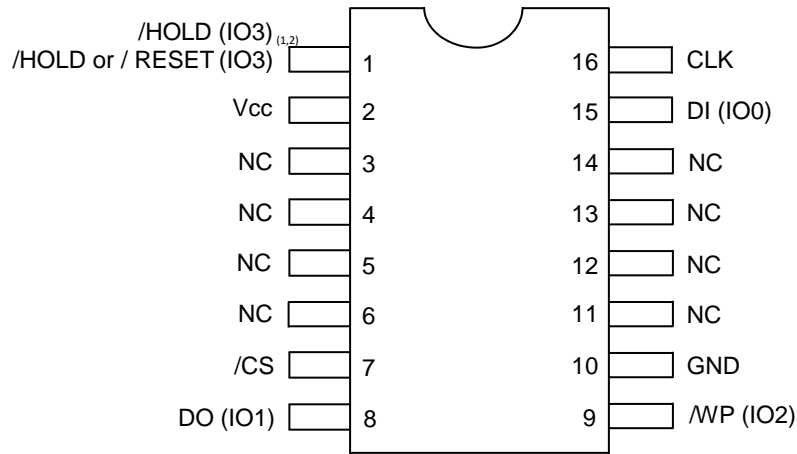 /HOLD (IO3) (1,2)
/HOLD or / RESET (IO3) 1 16 CLK
Vcc 2 15 DI (IO0)
NC 3 14 NC
NC 4 13 NC
NC 5 12 NC
NC 6 11 NC
/CS 7 10 GND
DO (IO1) 8 9 /WP (IO2)